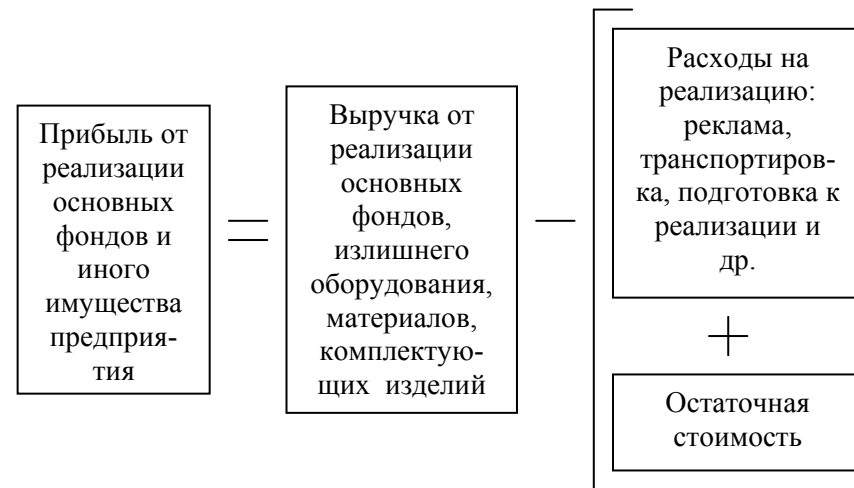 Прибыль от
реализации
основных
фондов и
иного
имущества
предприя-
тия
=
Выручка от
реализации
основных
фондов,
излишнего
оборудования,
материалов,
комплектую-
щих изделий
—
Расходы на
реализацию:
реклама,
транспортиров-
ка, подготовка к
реализации и
др.
+
Остаточная
стоимость